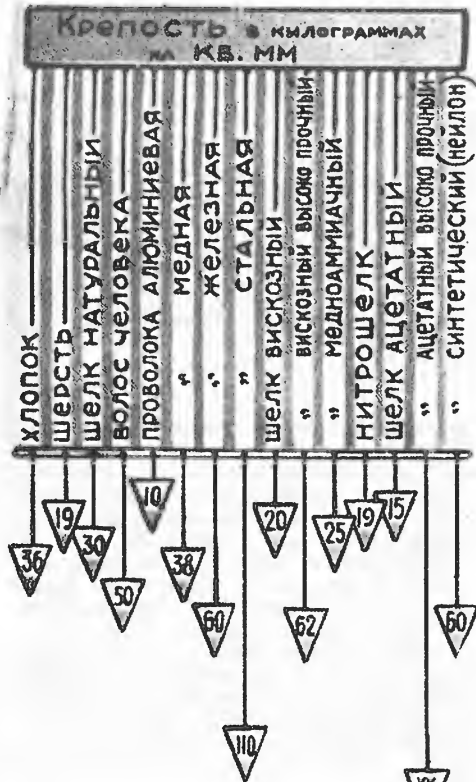 Крепость в кылограммах
на КВ. ММ
ХЛОПОК
ШЕРСТЬ
ШЕЛК НАТУРАЛЬНЫЙ
ВОЛОС ЧЕЛОВЕКА
ПРОВОЛОКА АЛЮМИНИЕВАЯ
„ МЕДНАЯ
„ ЖЕЛЕЗНАЯ
„ СТАЛЬНАЯ
ШЕЛК ВИСКОЗНЫЙ
„ ВИСКОЗНЫЙ ВЫСОКО ПРОЧНЫЙ
„ МЕДНОАММИАЧНЫЙ
НИТРОШЕЛК
ШЕЛК АЦЕТАТНЫЙ
„ АЦЕТАТНЫЙ ВЫСОКО ПРОЧНЫЙ
„ СИНТЕТИЧЕСКИЙ (НЕЙЛОН)
36
19
30
50
10
38
60
110
20
62
25
19
15
60